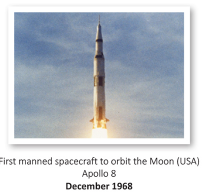 First manned spacecraft to orbit the Moon (USA)
Apollo 8
December 1968